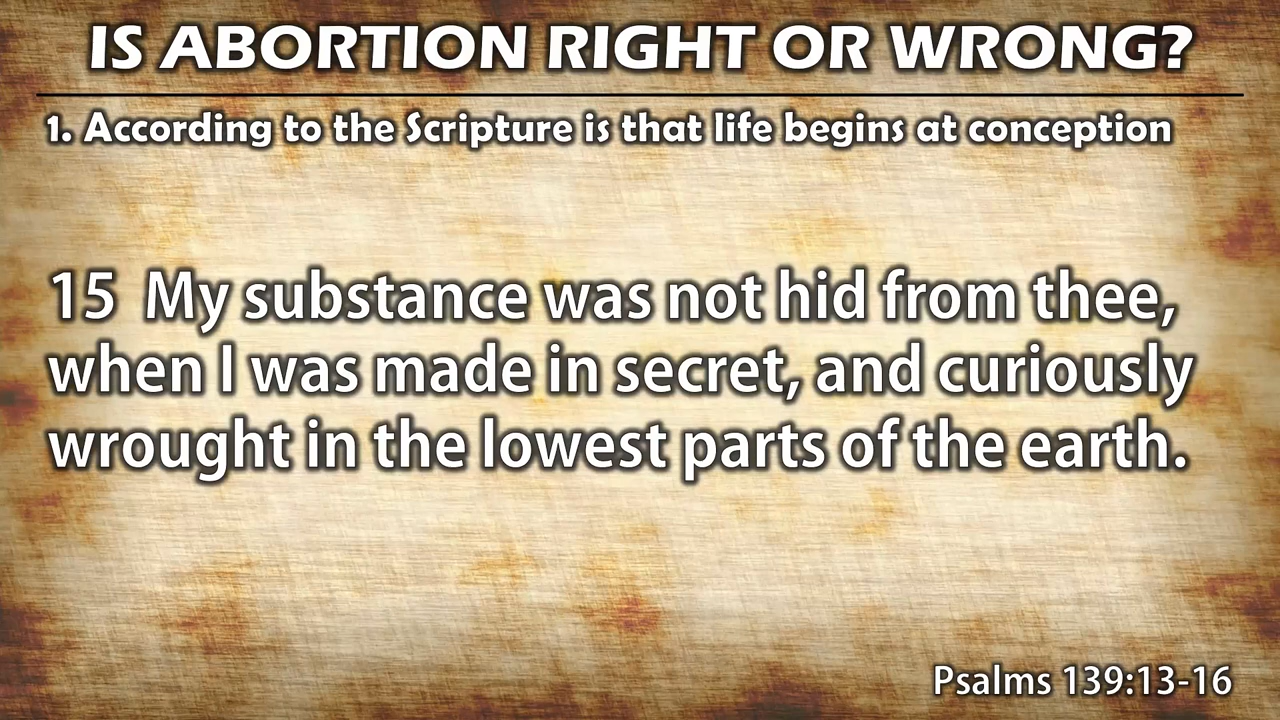 IS ABORTION RIGHT OR WRONG?
1. According to the Scripture is that life begins at conception
15 My substance was not hid from thee,
when I was made in secret, and curiously
wrought in the lowest parts of the earth.
Psalms 139:13-16